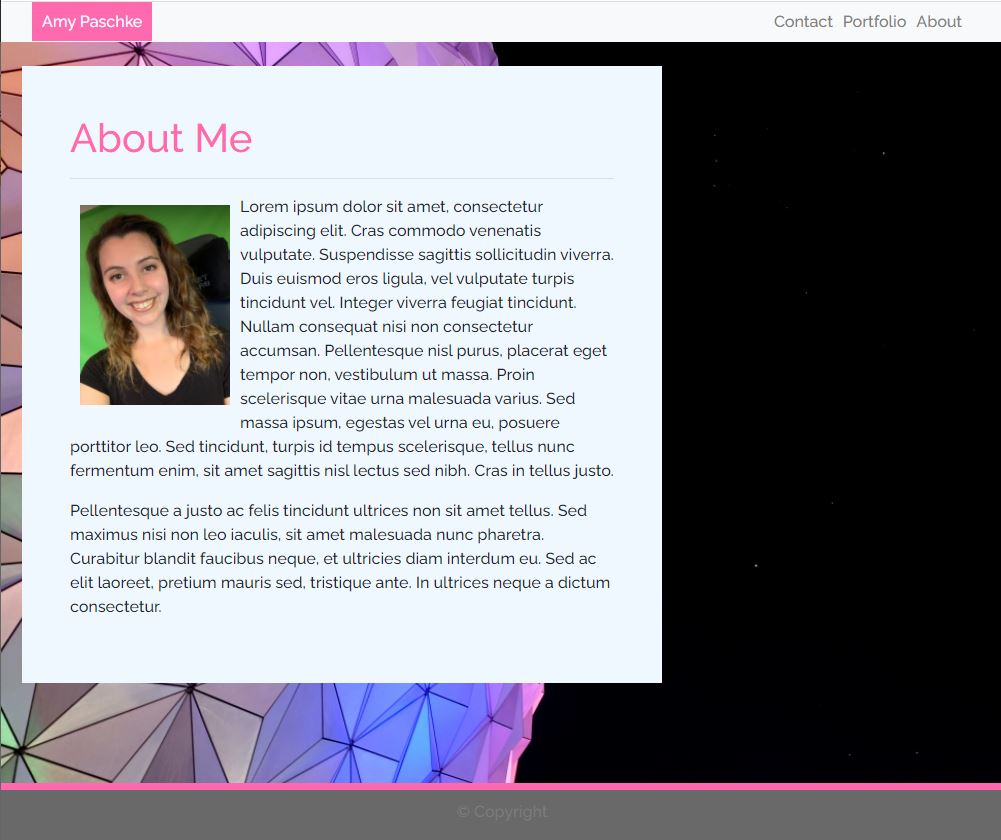 Amy Paschke
Contact Portfolio About
About Me
Lorem ipsum dolor sit amet, consectetur
adipiscing elit. Cras commodo venenatis
vulputate. Suspendisse sagittis sollicitudin viverra.
Duis euismod eros ligula, vel vulputate turpis
tincidunt vel. Integer viverra feugiat tincidunt.
Nullam consequat nisi non consectetur
accumsan. Pellentesque nisl purus, placerat eget
tempor non, vestibulum ut massa. Proin
scelerisque vitae urna malesuada varius. Sed
massa ipsum, egestas vel urna eu, posuere
porttitor leo. Sed tincidunt, turpis id tempus scelerisque, tellus nunc
fermentum enim, sit amet sagittis nisl lectus sed nibh. Cras in tellus justo.
Pellentesque a justo ac felis tincidunt ultrices non sit amet tellus. Sed
maximus nisi non leo iaculis, sit amet malesuada nunc pharetra.
Curabitur blandit faucibus neque, et ultricies diam interdum eu. Sed ac
elit laoreet, pretium mauris sed, tristique ante. In ultrices neque a dictum
consectetur.
© Copyright